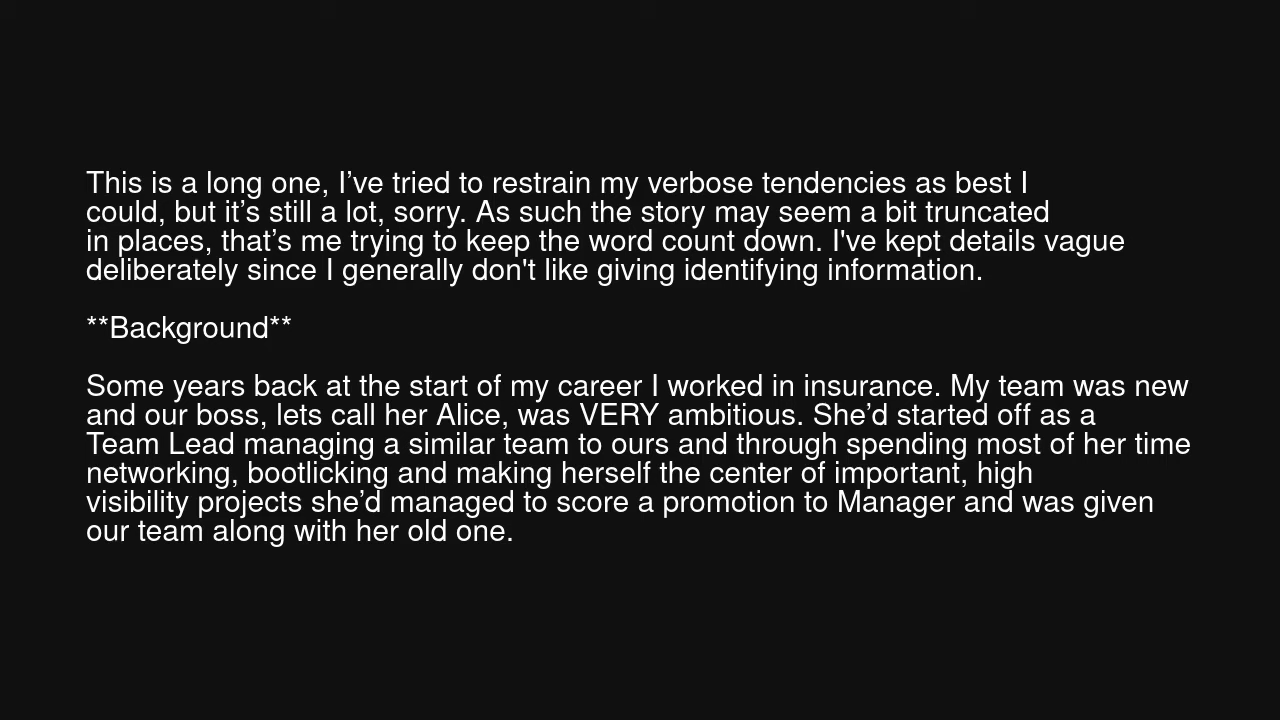 This is a long one, I’ve tried to restrain my verbose tendencies as best I
could, but it’s still a lot, sorry. As such the story may seem a bit truncated
in places, that’s me trying to keep the word count down. I've kept details vague
deliberately since I generally don't like giving identifying information.
**Background**
Some years back at the start of my career I worked in insurance. My team was new
and our boss, lets call her Alice, was VERY ambitious. She’d started off as a
Team Lead managing a similar team to ours and through spending most of her time
networking, bootlicking and making herself the center of important, high
visibility projects she’d managed to score a promotion to Manager and was given
our team along with her old one.